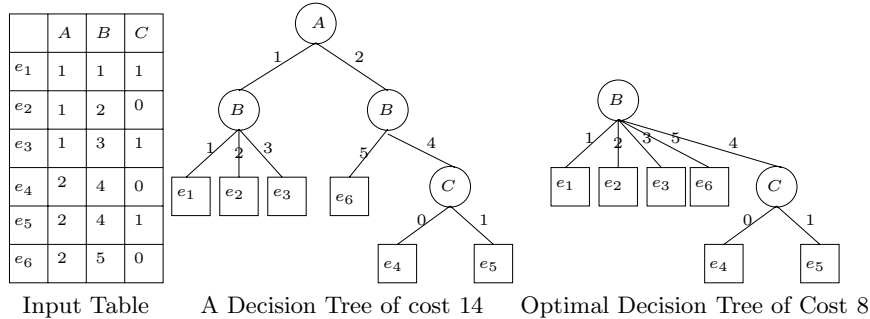 A B C
e1 1 1 1
e2 1 2 0
e3 1 3 1
e4 2 4 0
e5 2 4 1
e6 2 5 0
Input Table
A
1 2
B B
1 2 3 5 4
e1 e2 e3 e6 C
0 1
e4 e5
A Decision Tree of cost 14
B
1 2 3 5 4
e1 e2 e3 e6 C
0 1
e4 e5
Optimal Decision Tree of Cost 8